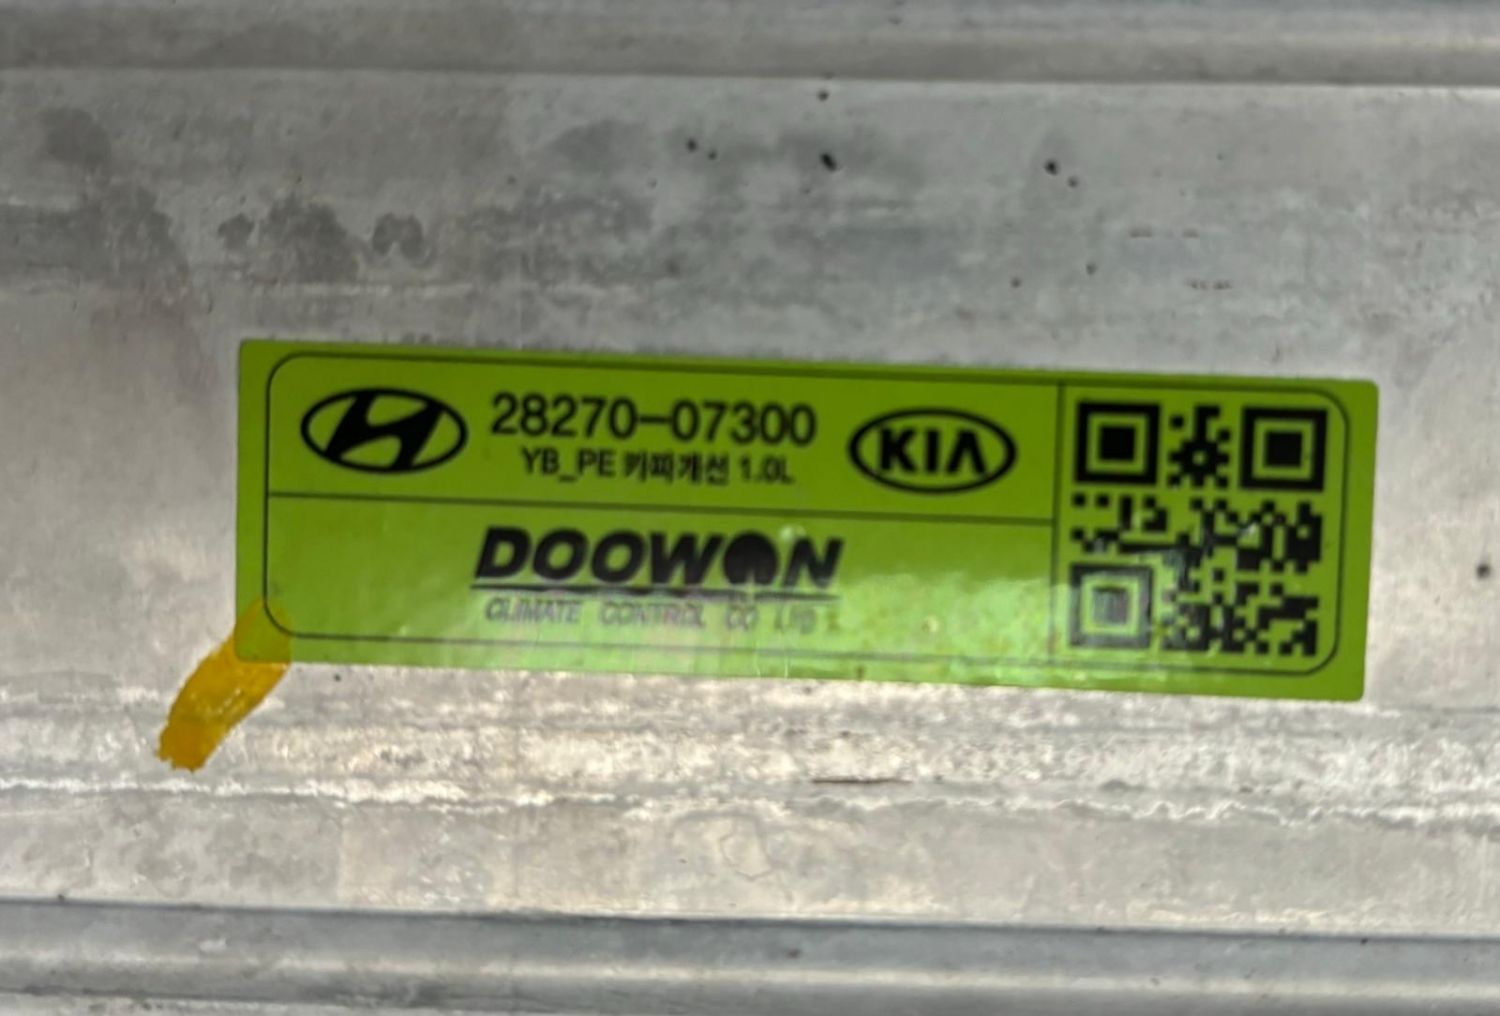 28270-07300
KIA
YB_PE 카파개선 1.0L
DOOWON
CLIMATE CONTROL CO LTD